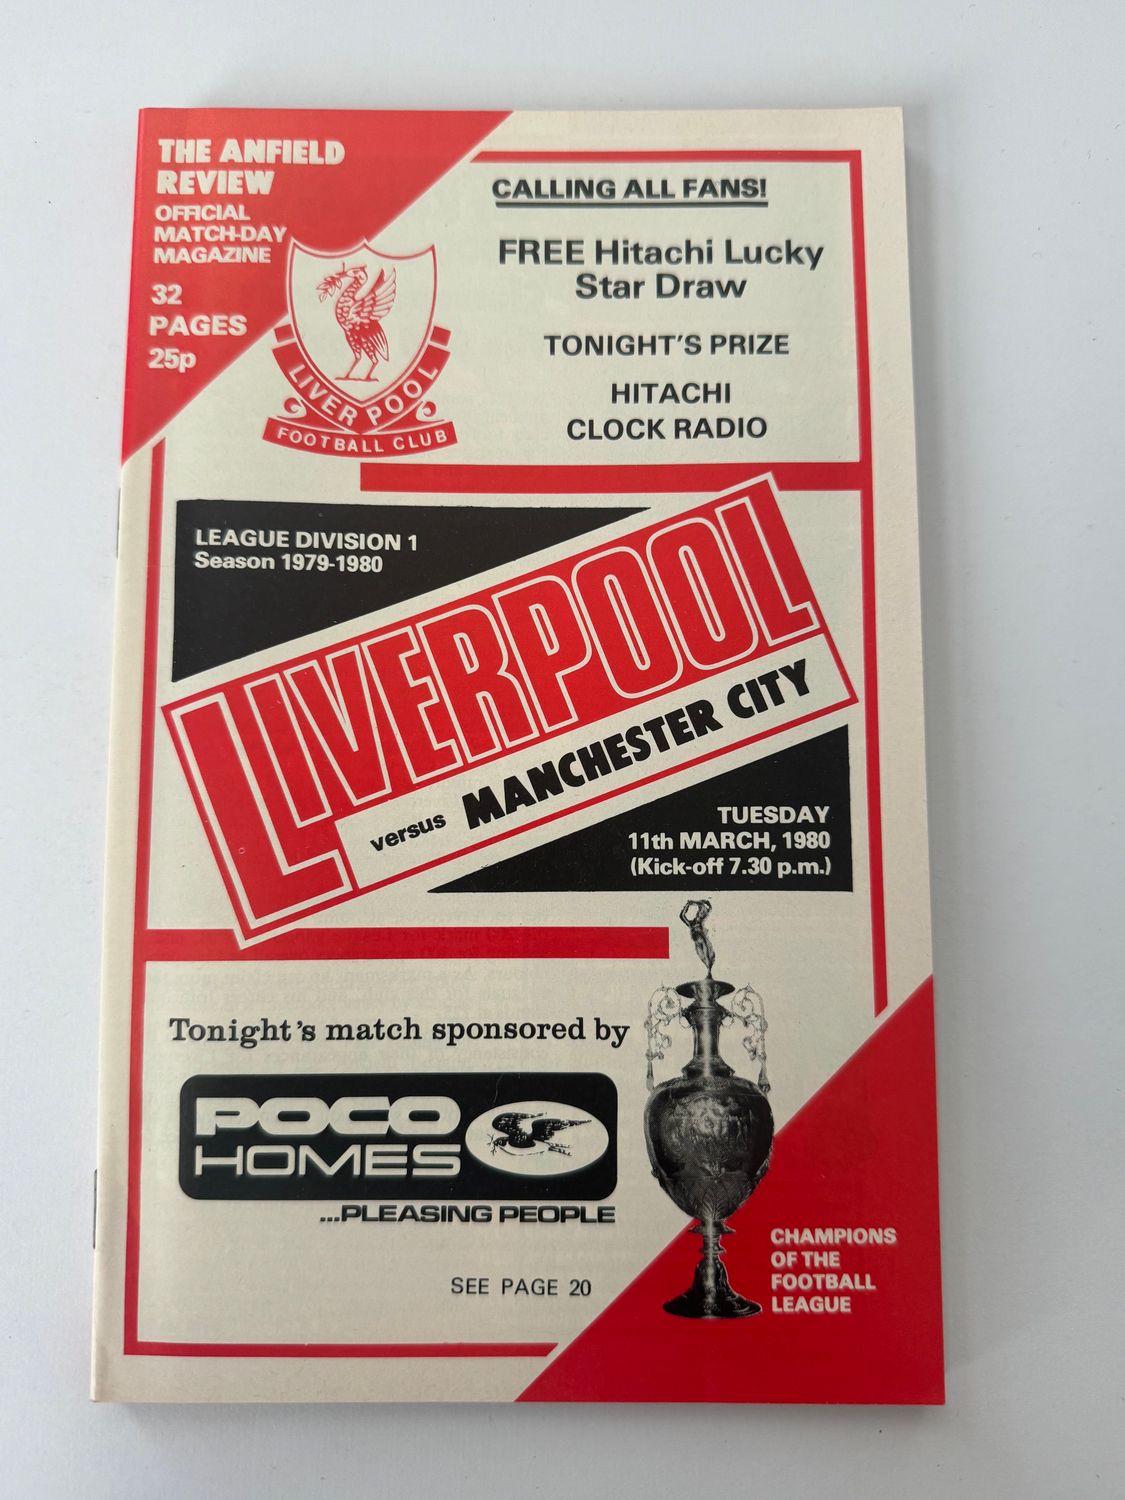 THE ANFIELD
REVIEW
OFFICIAL
MATCH-DAY
MAGAZINE
32
PAGES
25p
LIVERPOOL
FOOTBALL CLUB
CALLING ALL FANS!
FREE Hitachi Lucky
Star Draw
TONIGHT'S PRIZE
HITACHI
CLOCK RADIO
LEAGUE DIVISION 1
Season 1979-1980
LIVERPOOL
versus MANCHESTER CITY
TUESDAY
11th MARCH, 1980
(Kick-off 7.30 p.m.)
Tonight's match sponsored by
POCO
HOMES
...PLEASING PEOPLE
SEE PAGE 20
CHAMPIONS
OF THE
FOOTBALL
LEAGUE